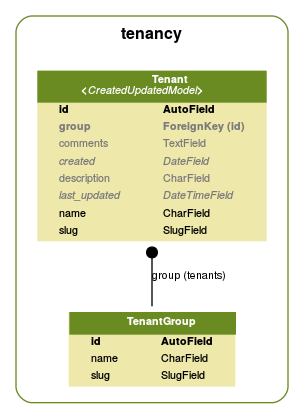 tenancy
Tenant
<CreatedUpdatedModel>
id AutoField
group ForeignKey (id)
comments TextField
created DateField
description CharField
last_updated DateTimeField
name CharField
slug SlugField
group (tenants)
TenantGroup
id AutoField
name CharField
slug SlugField